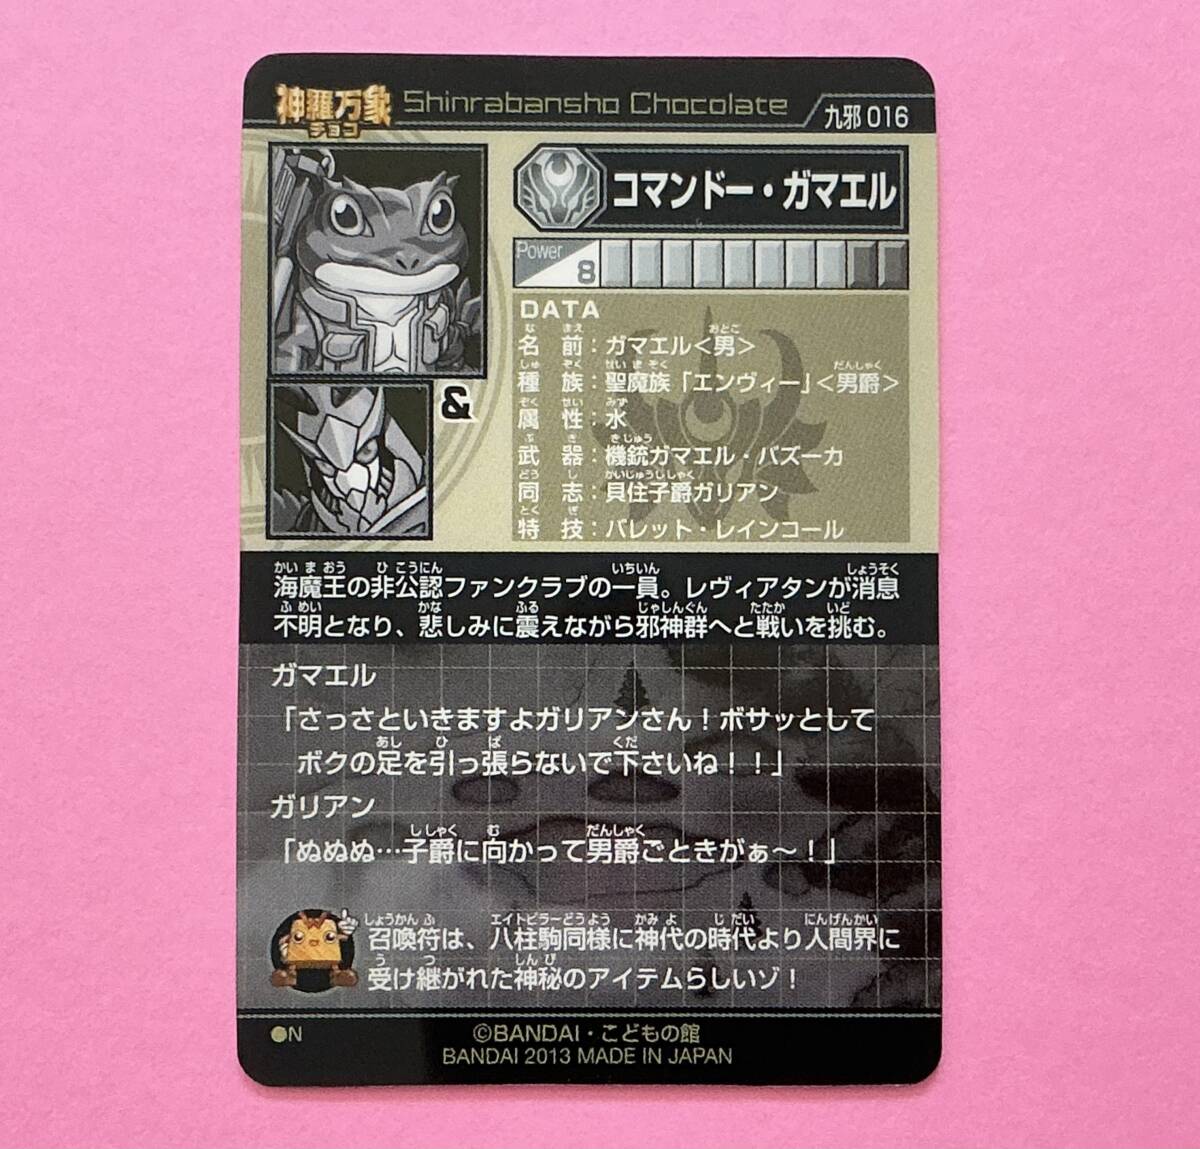 神羅万象
チョコ
Shinrabansho Chocolate
九邪 016
コマンドー・ガマエル
Power
8
DATA
名前：ガマエル＜男＞
種族：聖魔族「エンヴィー」＜男爵＞
属性：水
武器：機銃ガマエル・バズーカ
同志：貝住子爵ガリアン
特技：バレット・レインコール
&
海魔王の非公認ファンクラブの一員。レヴィアタンが消息
不明となり、悲しみに震えながら邪神群へと戦いを挑む。
ガマエル
「さっさといきますよガリアンさん！ボサッとして
ボクの足を引っ張らないで下さいね！！」
ガリアン
「ぬぬぬ…子爵に向かって男爵ごときがぁ～！」
召喚符は、八柱駒同様に神代の時代より人間界に
受け継がれた神秘のアイテムらしいゾ！
●N
©BANDAI・こどもの館
BANDAI 2013 MADE IN JAPAN